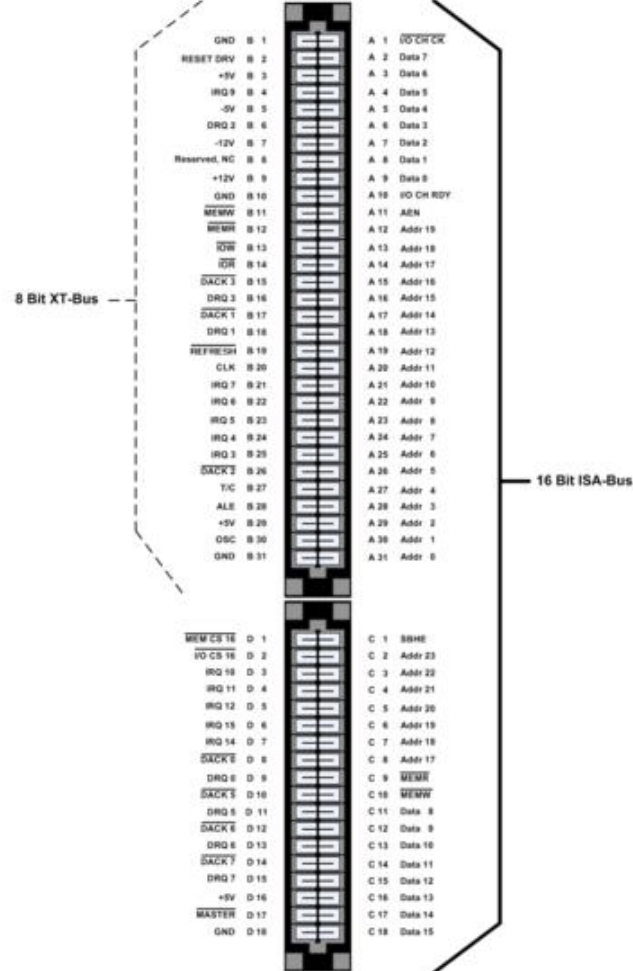 GND B 1 A 1 I/O CH CK
RESET DRV B 2 A 2 Data 7
+5V B 3 A 3 Data 6
IRQ 9 B 4 A 4 Data 5
-5V B 5 A 5 Data 4
DRQ 2 B 6 A 6 Data 3
-12V B 7 A 7 Data 2
Reserved, NC B 8 A 8 Data 1
+12V B 9 A 9 Data 0
GND B 10 A 10 I/O CH RDY
MEMW B 11 A 11 AEN
MEMR B 12 A 12 Addr 19
IOW B 13 A 13 Addr 18
IOR B 14 A 14 Addr 17
DACK 3 B 15 A 15 Addr 16
8 Bit XT-Bus DRQ 3 B 16 A 16 Addr 15
DACK 1 B 17 A 17 Addr 14
DRQ 1 B 18 A 18 Addr 13
REFRESH B 19 A 19 Addr 12
CLK B 20 A 20 Addr 11
IRQ 7 B 21 A 21 Addr 10
IRQ 6 B 22 A 22 Addr 9
IRQ 5 B 23 A 23 Addr 8
IRQ 4 B 24 A 24 Addr 7
IRQ 3 B 25 A 25 Addr 6
DACK 2 B 26 A 26 Addr 5
T/C B 27 A 27 Addr 4 16 Bit ISA-Bus
ALE B 28 A 28 Addr 3
+5V B 29 A 29 Addr 2
OSC B 30 A 30 Addr 1
GND B 31 A 31 Addr 0
MEM CS 16 D 1 C 1 SBHE
I/O CS 16 D 2 C 2 Addr 23
IRQ 10 D 3 C 3 Addr 22
IRQ 11 D 4 C 4 Addr 21
IRQ 12 D 5 C 5 Addr 20
IRQ 15 D 6 C 6 Addr 19
IRQ 14 D 7 C 7 Addr 18
DACK 0 D 8 C 8 Addr 17
DRQ 0 D 9 C 9 MEMR
DACK 5 D 10 C 10 MEMW
DRQ 5 D 11 C 11 Data 8
DACK 6 D 12 C 12 Data 9
DRQ 6 D 13 C 13 Data 10
DACK 7 D 14 C 14 Data 11
DRQ 7 D 15 C 15 Data 12
+5V D 16 C 16 Data 13
MASTER D 17 C 17 Data 14
GND D 18 C 18 Data 15